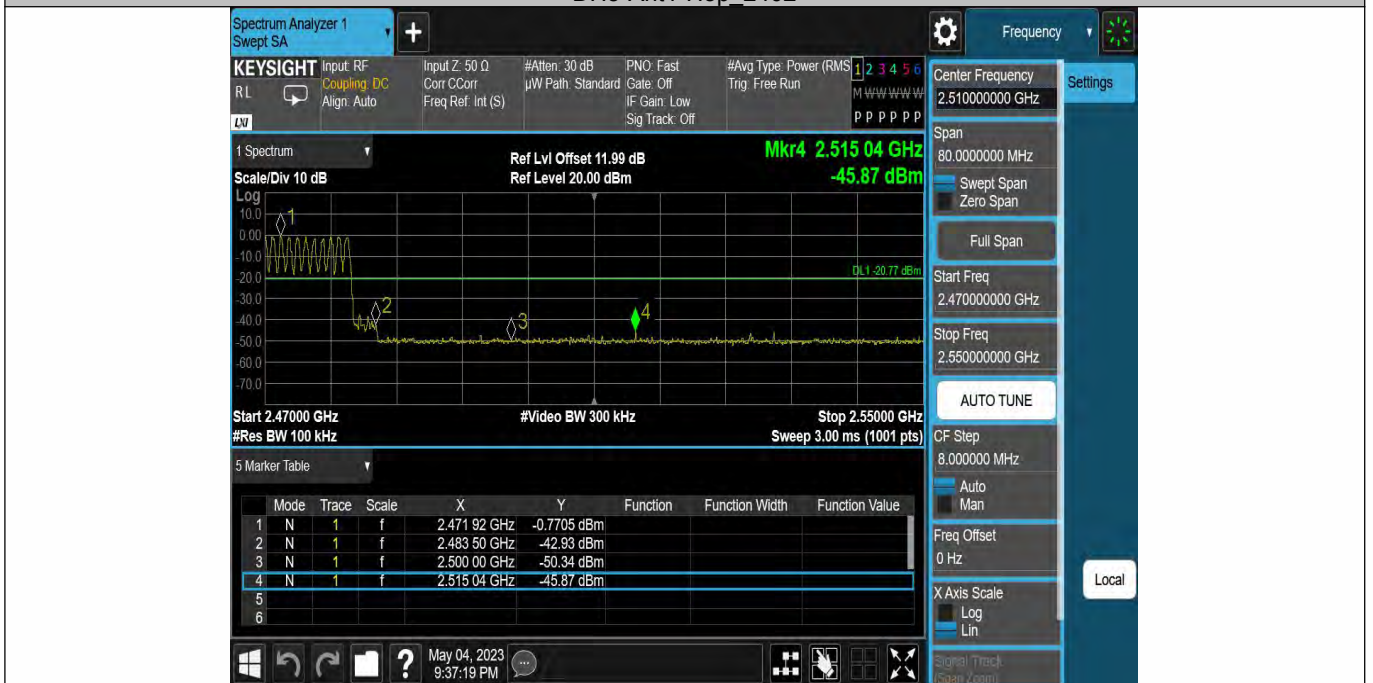 Spectrum Analyzer 1
Swept SA
+
Frequency
KEYSIGHT
RL
LXI
Input: RF
Coupling: DC
Align: Auto
Input Z: 50 Ω
Corr CCorr
Freq Ref: Int (S)
#Atten: 30 dB
µW Path: Standard
PNO: Fast
Gate: Off
IF Gain: Low
Sig Track: Off
#Avg Type: Power (RMS
Trig: Free Run
1 2 3 4 5 6
M W W W W W
P P P P P P
Center Frequency
2.510000000 GHz
Settings
1 Spectrum
Scale/Div 10 dB
Ref Lvl Offset 11.99 dB
Ref Level 20.00 dBm
Mkr4 2.515 04 GHz
-45.87 dBm
Span
80.0000000 MHz
Swept Span
Zero Span
Full Span
Log
10.0
0.00
-10.0
-20.0
-30.0
-40.0
-50.0
-60.0
-70.0
1
2
3
4
DL1 -20.77 dBm
Start Freq
2.470000000 GHz
Stop Freq
2.550000000 GHz
AUTO TUNE
Start 2.47000 GHz
#Res BW 100 kHz
#Video BW 300 kHz
Stop 2.55000 GHz
Sweep 3.00 ms (1001 pts)
CF Step
8.000000 MHz
Auto
Man
5 Marker Table
Mode Trace Scale X Y Function Function Width Function Value
1 N 1 f 2.471 92 GHz -0.7705 dBm
2 N 1 f 2.483 50 GHz -42.93 dBm
3 N 1 f 2.500 00 GHz -50.34 dBm
4 N 1 f 2.515 04 GHz -45.87 dBm
5
6
Freq Offset
0 Hz
X Axis Scale
Log
Lin
Local
Signal Track
(Span Zoom)
?
May 04, 2023
9:37:19 PM